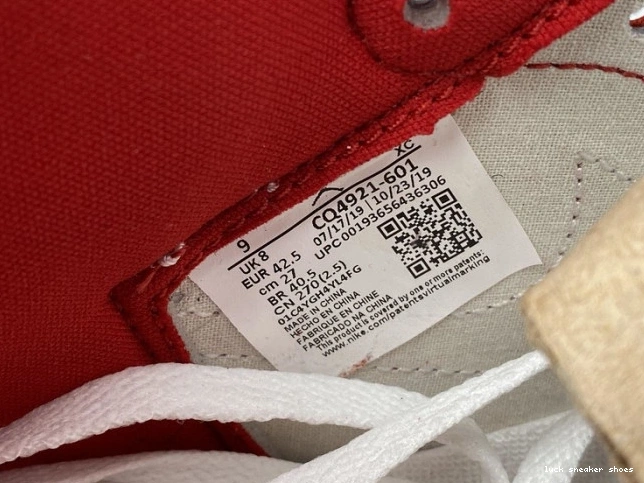 XC
9
CQ4921-601
UK 8
07/17/19 | 10/23/19
EUR 42.5
UPC 00193656436306
cm 27
BR 40,5
CN 270(2.5)
01C4YGH4YL4FG
MADE IN CHINA
HECHO EN CHINA
FABRIQUE EN CHINE
FABRICADO NA CHINA
This product is covered by one or more patents:
www.nike.com/patentsvirtualmarking
lych sneaker shoes